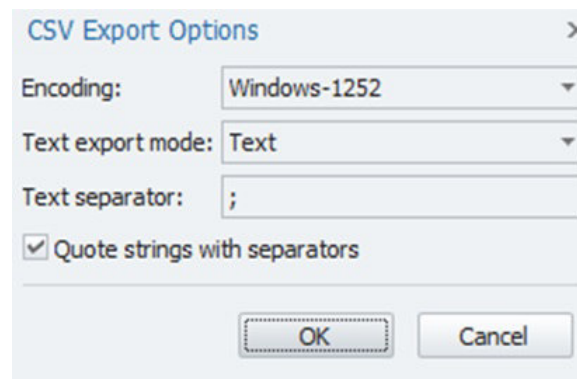 CSV Export Options
Encoding: Windows-1252
Text export mode: Text
Text separator: ;
Quote strings with separators
OK Cancel